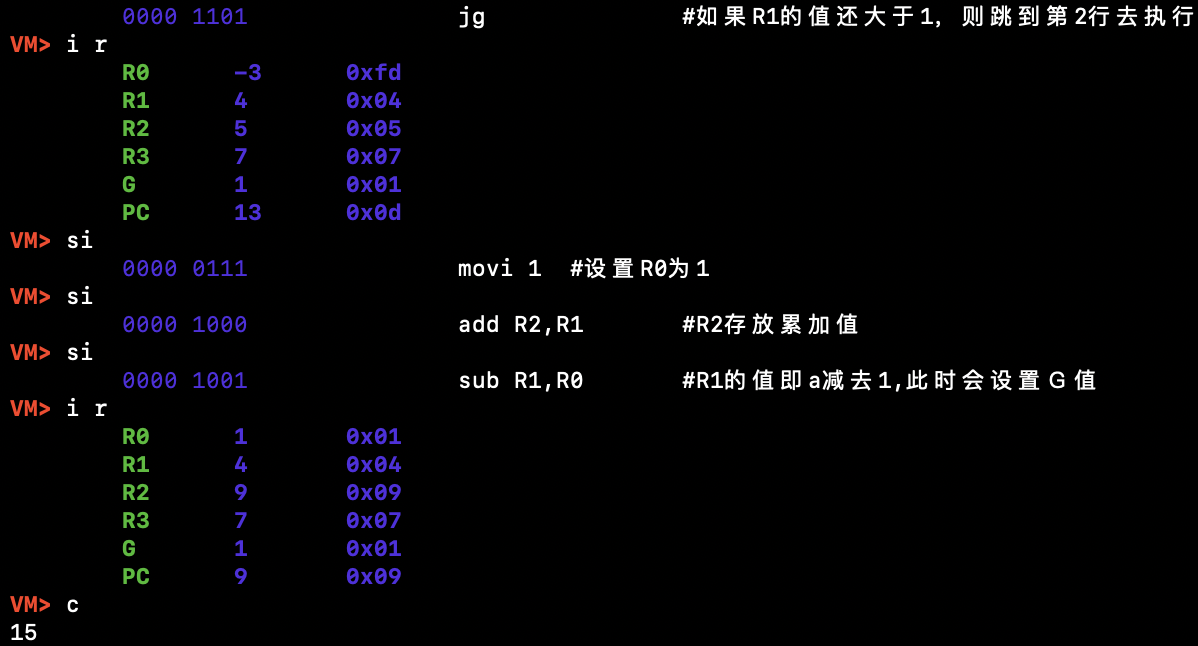 0000 1101 jg #如果R1的值还大于1, 则跳到第2行去执行
VM> i r
R0 -3 0xfd
R1 4 0x04
R2 5 0x05
R3 7 0x07
G 1 0x01
PC 13 0x0d
VM> si
0000 0111 movi 1 #设置R0为1
VM> si
0000 1000 add R2,R1 #R2存放累加值
VM> si
0000 1001 sub R1,R0 #R1的值即a减去1,此时会设置G值
VM> i r
R0 1 0x01
R1 4 0x04
R2 9 0x09
R3 7 0x07
G 1 0x01
PC 9 0x09
VM> c
15